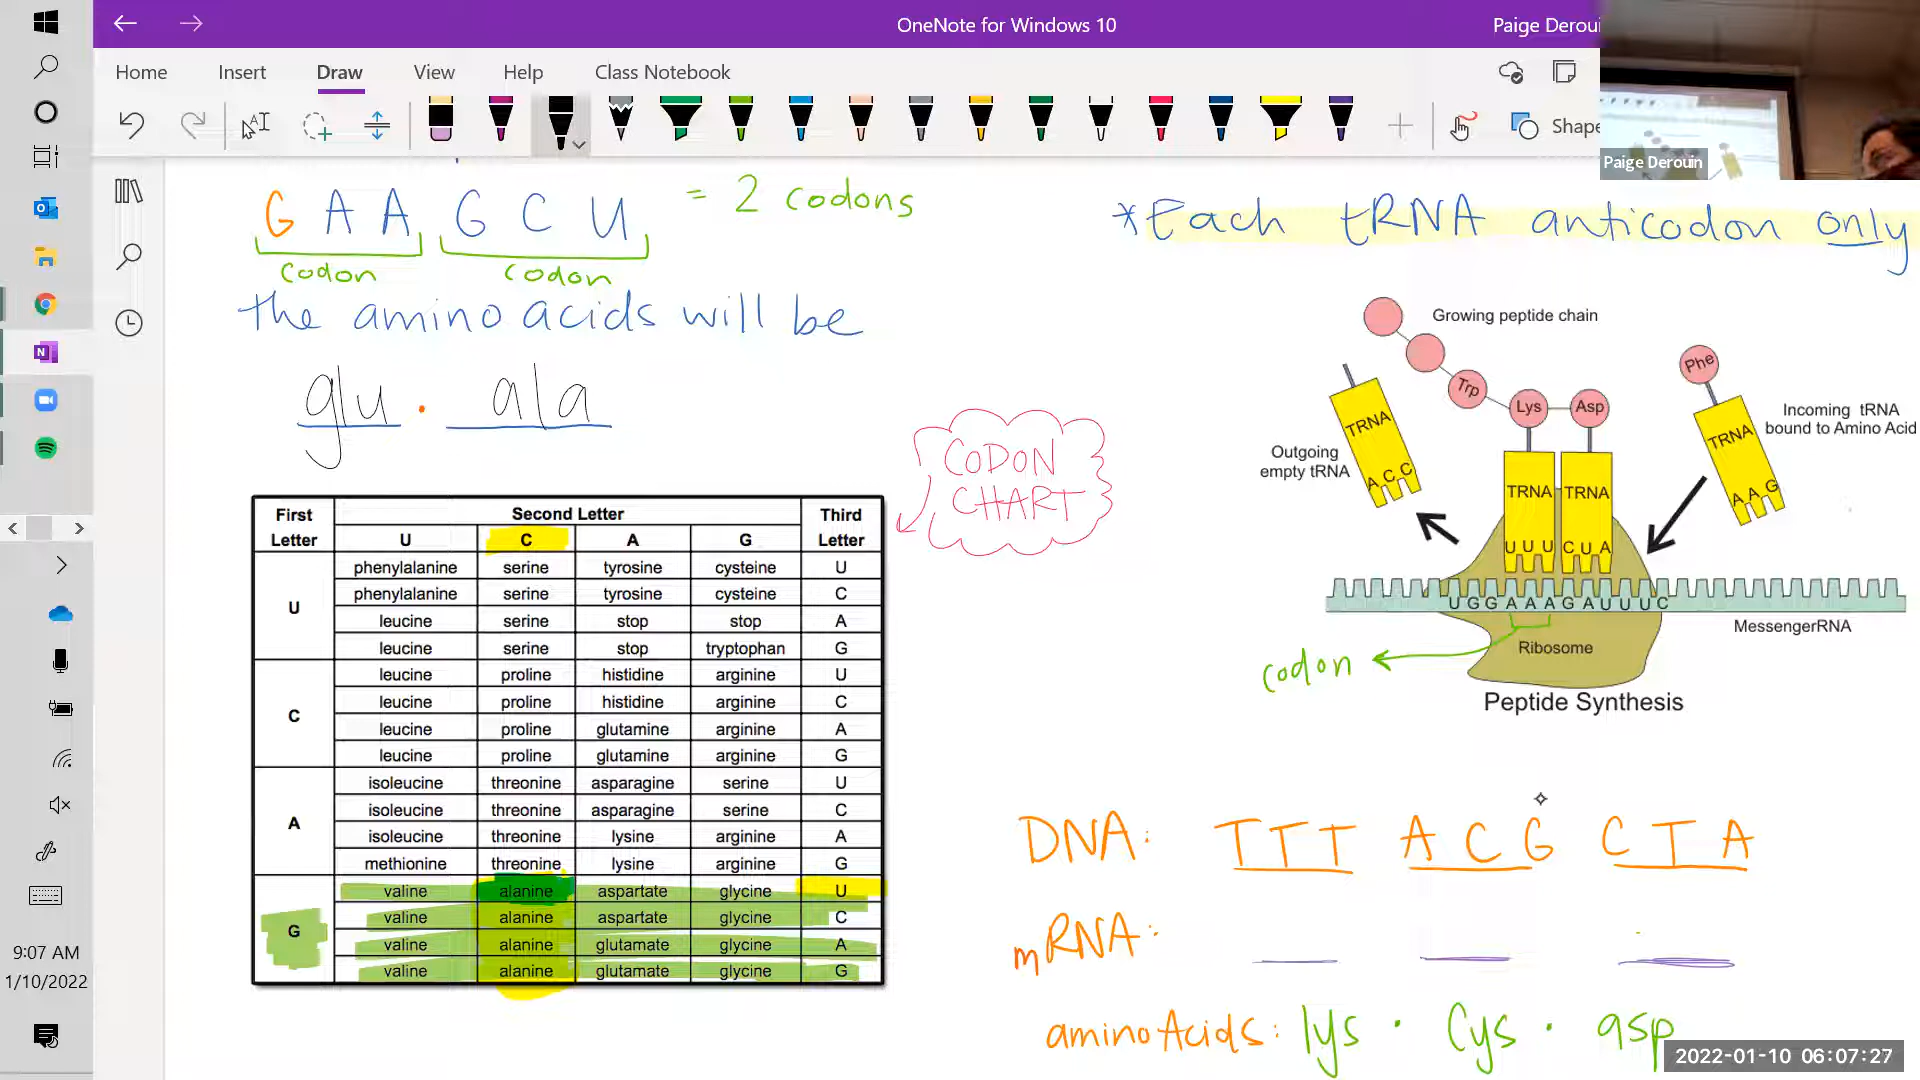 OneNote for Windows 10
Paige Derouin
Home Insert Draw View Help Class Notebook
Shape
Paige Derouin
G A A G C U = 2 codons
codon codon
the amino acids will be
glu · ala
*Each tRNA anticodon only
CODON
CHART
First Letter Second Letter Third Letter
U C A G
U phenylalanine serine tyrosine cysteine U
phenylalanine serine tyrosine cysteine C
leucine serine stop stop A
leucine serine stop tryptophan G
C leucine proline histidine arginine U
leucine proline histidine arginine C
leucine proline glutamine arginine A
leucine proline glutamine arginine G
A isoleucine threonine asparagine serine U
isoleucine threonine asparagine serine C
isoleucine threonine lysine arginine A
methionine threonine lysine arginine G
G valine alanine aspartate glycine U
valine alanine aspartate glycine C
valine alanine glutamate glycine A
valine alanine glutamate glycine G
Growing peptide chain
Trp Lys Asp Phe
Outgoing
empty tRNA
Incoming tRNA
bound to Amino Acid
TRNA TRNA TRNA TRNA
A C C U U U C U A A A G
U G G A A A G A U U U C
MessengerRNA
Ribosome
codon
Peptide Synthesis
DNA: TTT ACG CTA
mRNA:
amino Acids: lys · Cys · asp
9:07 AM
1/10/2022
2022-01-10 06:07:27